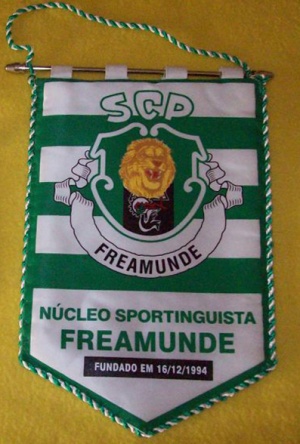 SCP
FREAMUNDE
NÚCLEO SPORTINGUISTA
FREAMUNDE
FUNDADO EM 16/12/1994